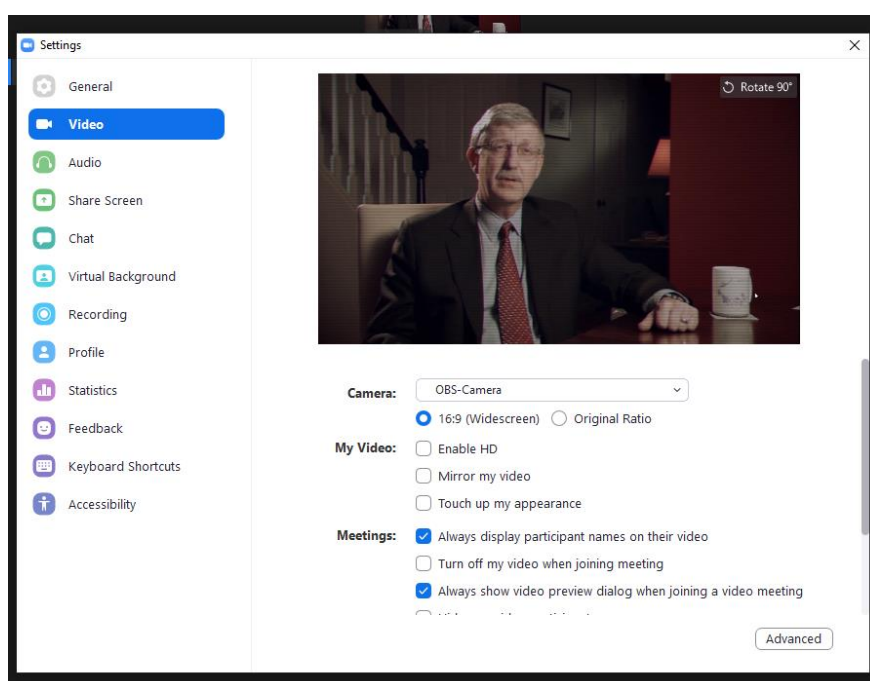 Settings
General
Video
Audio
Share Screen
Chat
Virtual Background
Recording
Profile
Statistics
Feedback
Keyboard Shortcuts
Accessibility
Rotate 90°
Camera: OBS-Camera
16:9 (Widescreen) Original Ratio
My Video: Enable HD
Mirror my video
Touch up my appearance
Meetings: Always display participant names on their video
Turn off my video when joining meeting
Always show video preview dialog when joining a video meeting
Advanced